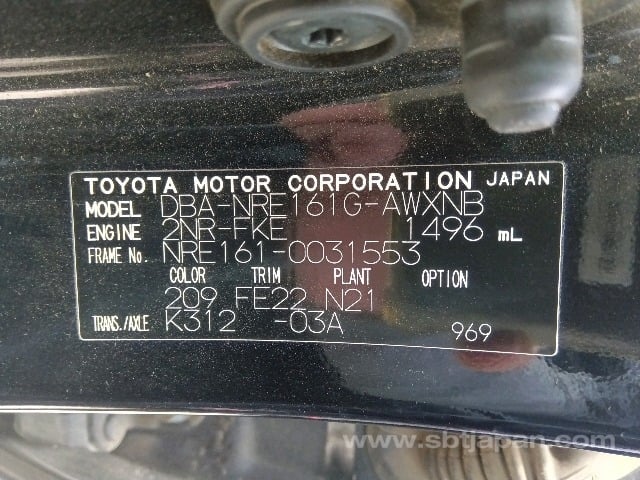 TOYOTA MOTOR CORPORATION JAPAN
MODEL DBA-NRE161G-AWXNB
ENGINE 2NR-FKE 1496 mL
FRAME No. NRE161-0031553
COLOR TRIM PLANT OPTION
209 FE22 N21
TRANS./AXLE K312 -03A 969
www.sbtjapan.com